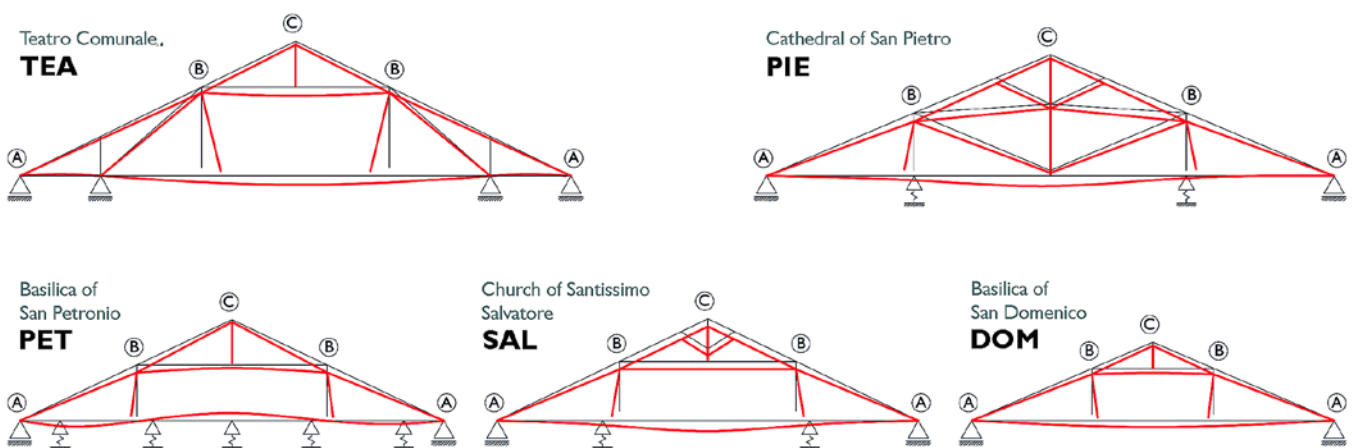 Teatro Comunale,
TEA
C
B
B
A
A
Cathedral of San Pietro
PIE
C
B
B
A
A
Basilica of
San Petronio
PET
C
B
B
A
A
Church of Santissimo
Salvatore
SAL
C
B
B
A
A
Basilica of
San Domenico
DOM
C
B
B
A
A